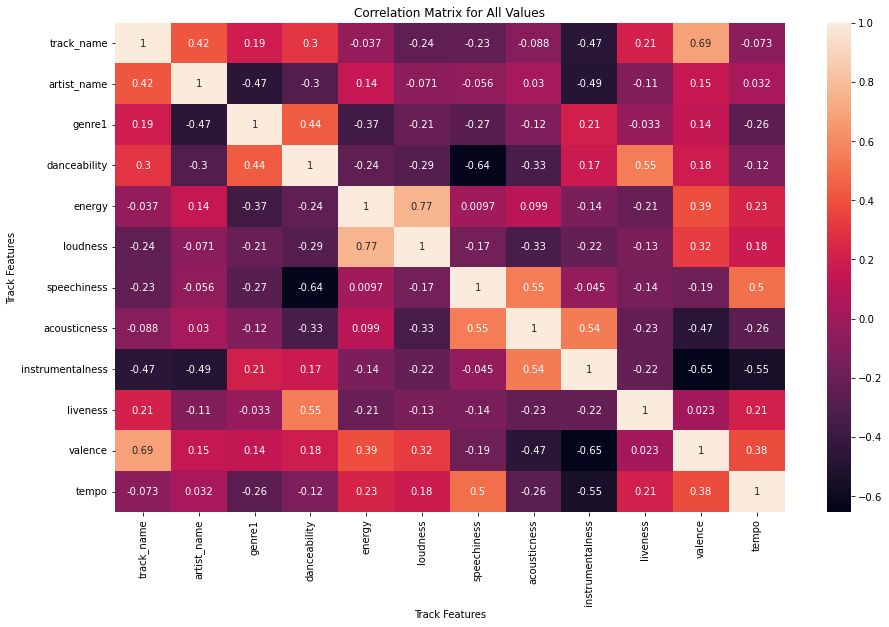 Correlation Matrix for All Values
track_name 1 0.42 0.19 0.3 -0.037 -0.24 -0.23 -0.088 -0.47 0.21 0.69 -0.073
artist_name 0.42 1 -0.47 -0.3 0.14 -0.071 -0.056 0.03 -0.49 -0.11 0.15 0.032
genre1 0.19 -0.47 1 0.44 -0.37 -0.21 -0.27 -0.12 0.21 -0.033 0.14 -0.26
danceability 0.3 -0.3 0.44 1 -0.24 -0.29 -0.64 -0.33 0.17 0.55 0.18 -0.12
energy -0.037 0.14 -0.37 -0.24 1 0.77 0.0097 0.099 -0.14 -0.21 0.39 0.23
loudness -0.24 -0.071 -0.21 -0.29 0.77 1 -0.17 -0.33 -0.22 -0.13 0.32 0.18
speechiness -0.23 -0.056 -0.27 -0.64 0.0097 -0.17 1 0.55 -0.045 -0.14 -0.19 0.5
acousticness -0.088 0.03 -0.12 -0.33 0.099 -0.33 0.55 1 0.54 -0.23 -0.47 -0.26
instrumentalness -0.47 -0.49 0.21 0.17 -0.14 -0.22 -0.045 0.54 1 -0.22 -0.65 -0.55
liveness 0.21 -0.11 -0.033 0.55 -0.21 -0.13 -0.14 -0.23 -0.22 1 0.023 0.21
valence 0.69 0.15 0.14 0.18 0.39 0.32 -0.19 -0.47 -0.65 0.023 1 0.38
tempo -0.073 0.032 -0.26 -0.12 0.23 0.18 0.5 -0.26 -0.55 0.21 0.38 1
Track Features
track_name
artist_name
genre1
danceability
energy
loudness
speechiness
acousticness
instrumentalness
liveness
valence
tempo
Track Features
1.0
0.8
0.6
0.4
0.2
0.0
−0.2
−0.4
−0.6